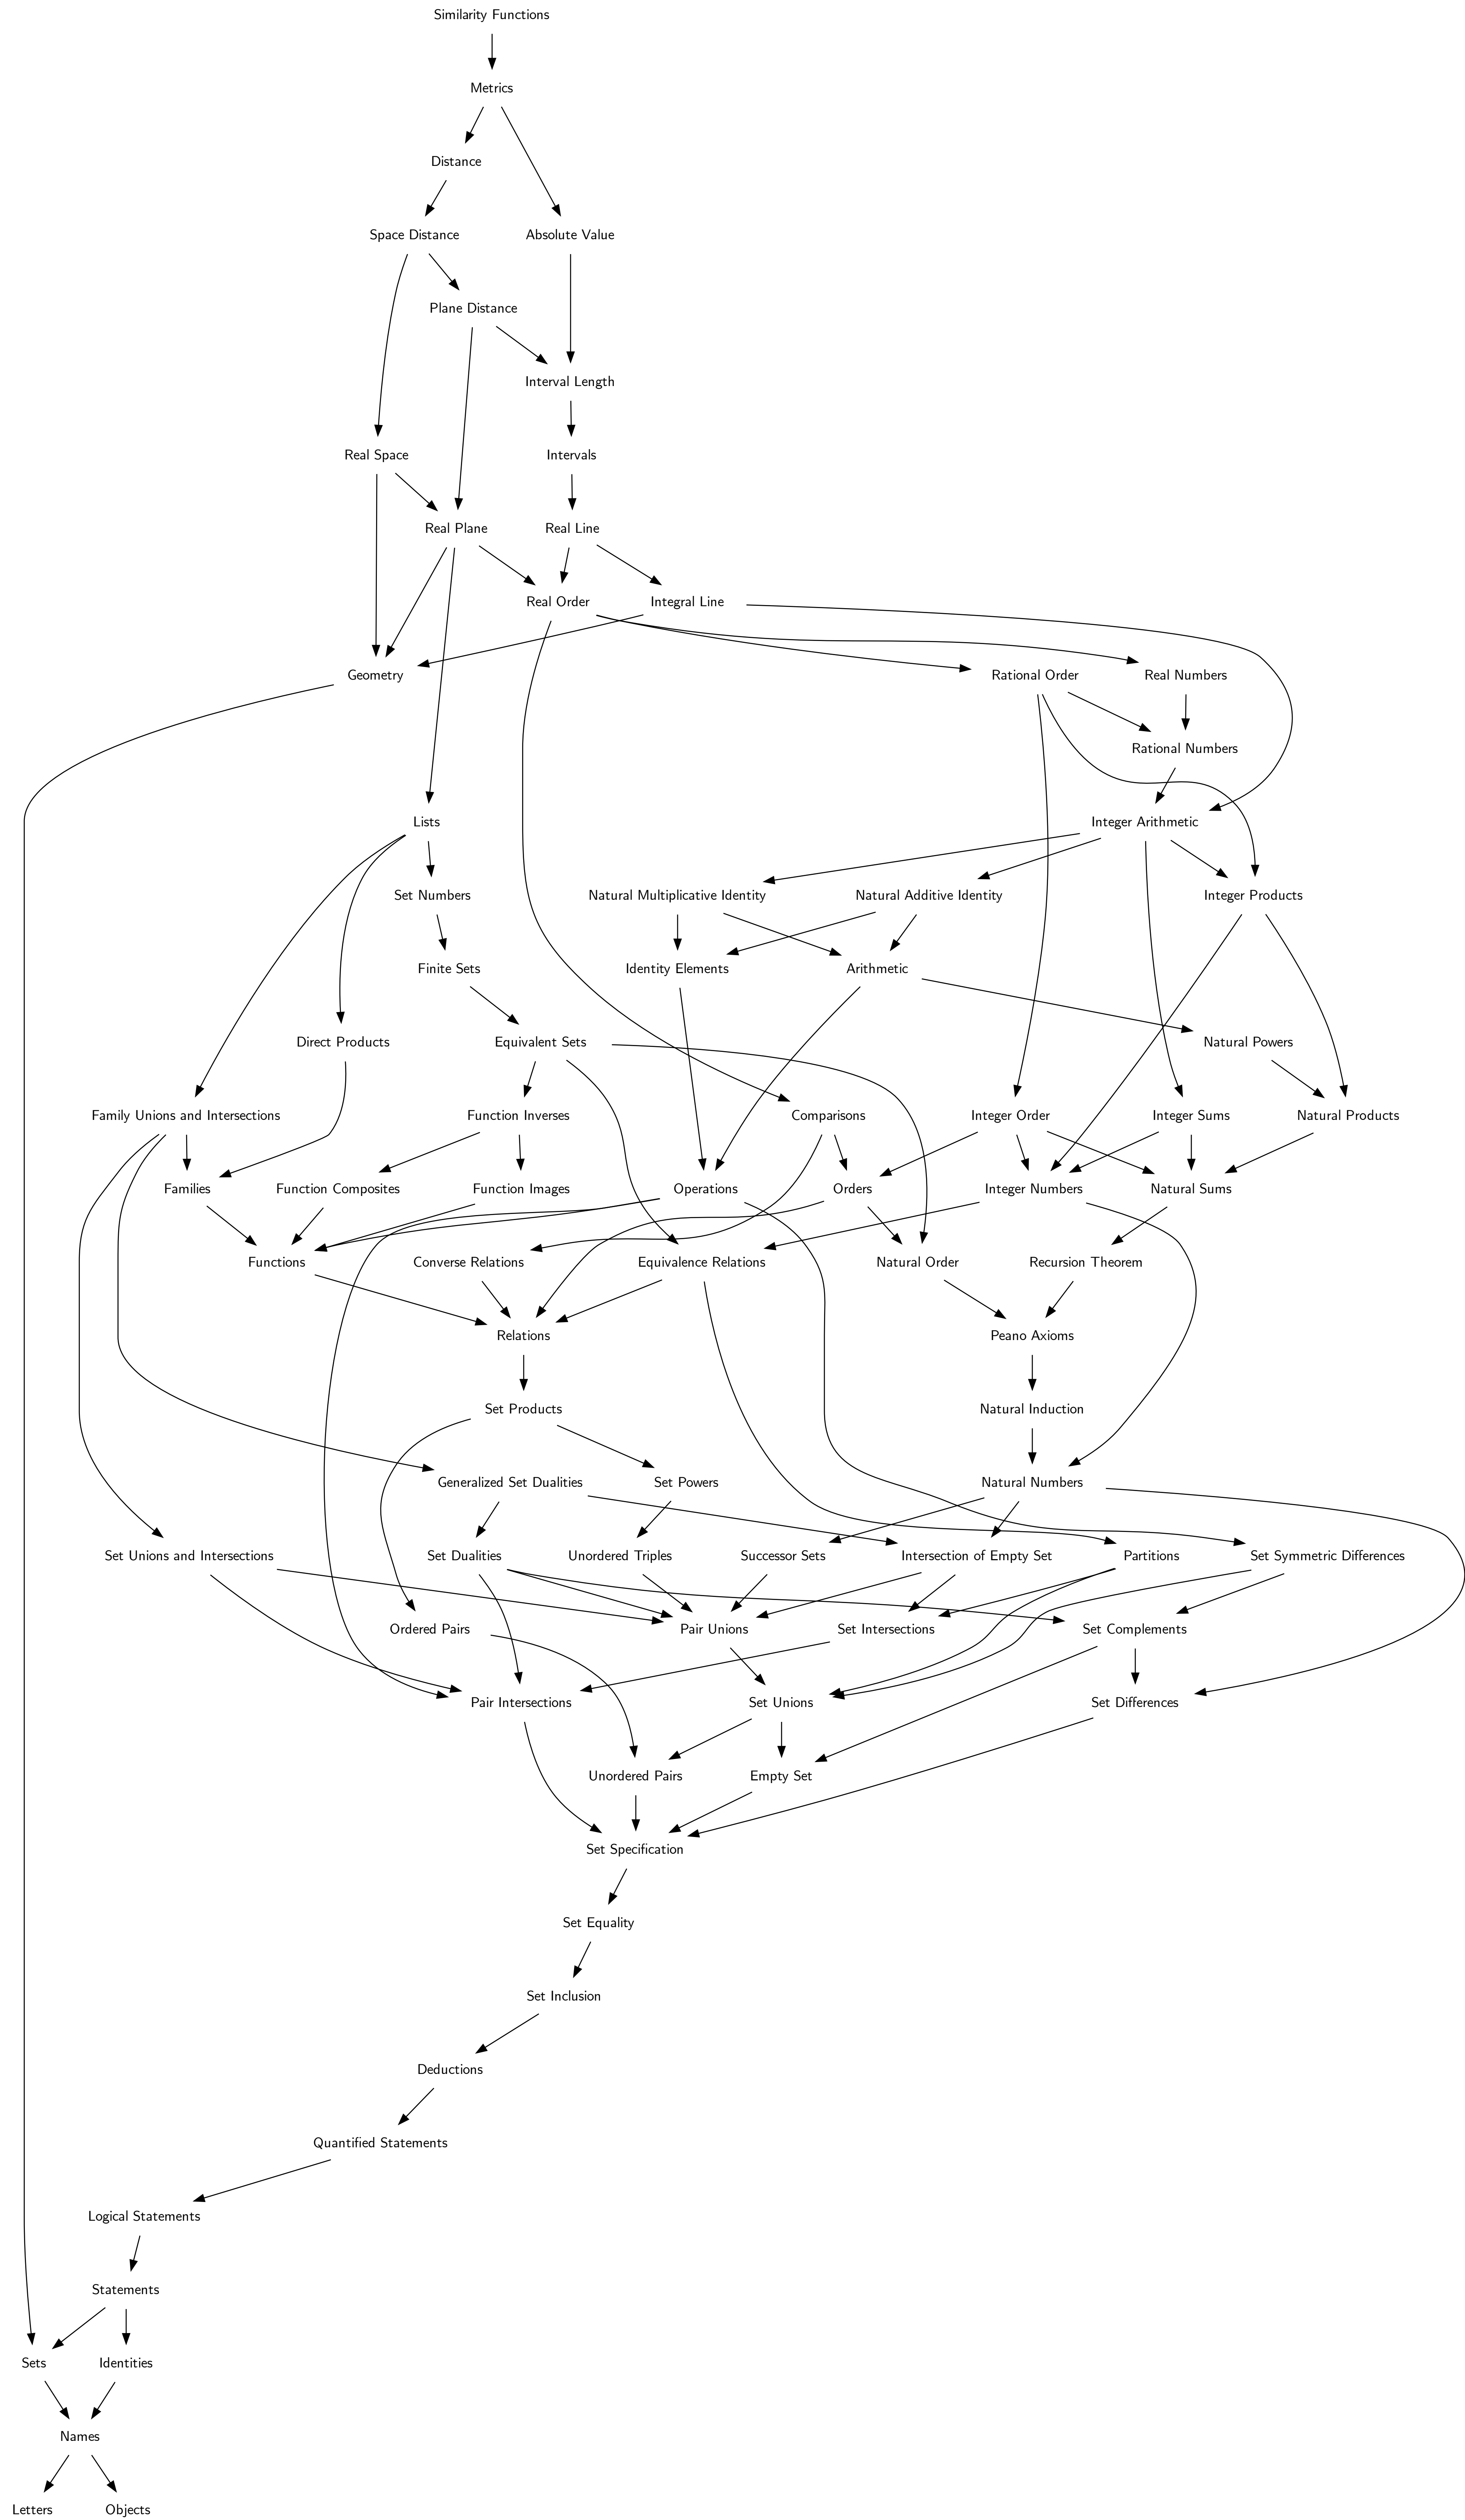 Similarity Functions
Metrics
Distance
Space Distance
Absolute Value
Plane Distance
Interval Length
Real Space
Intervals
Real Plane
Real Line
Real Order
Integral Line
Geometry
Rational Order
Real Numbers
Rational Numbers
Lists
Integer Arithmetic
Set Numbers
Natural Multiplicative Identity
Natural Additive Identity
Integer Products
Finite Sets
Identity Elements
Arithmetic
Direct Products
Equivalent Sets
Natural Powers
Family Unions and Intersections
Function Inverses
Comparisons
Integer Order
Integer Sums
Natural Products
Families
Function Composites
Function Images
Operations
Orders
Integer Numbers
Natural Sums
Functions
Converse Relations
Equivalence Relations
Natural Order
Recursion Theorem
Relations
Peano Axioms
Set Products
Natural Induction
Generalized Set Dualities
Set Powers
Natural Numbers
Set Unions and Intersections
Set Dualities
Unordered Triples
Successor Sets
Intersection of Empty Set
Partitions
Set Symmetric Differences
Ordered Pairs
Pair Unions
Set Intersections
Set Complements
Pair Intersections
Set Unions
Set Differences
Unordered Pairs
Empty Set
Set Specification
Set Equality
Set Inclusion
Deductions
Quantified Statements
Logical Statements
Statements
Sets
Identities
Names
Letters
Objects